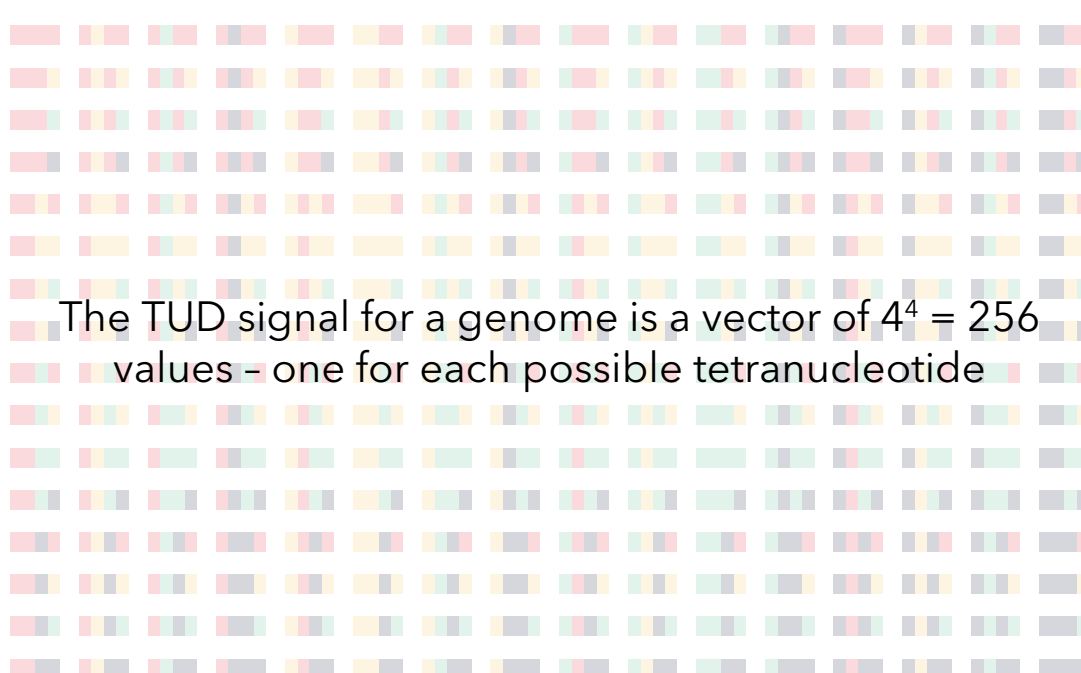 The TUD signal for a genome is a vector of 4⁴ = 256
values – one for each possible tetranucleotide